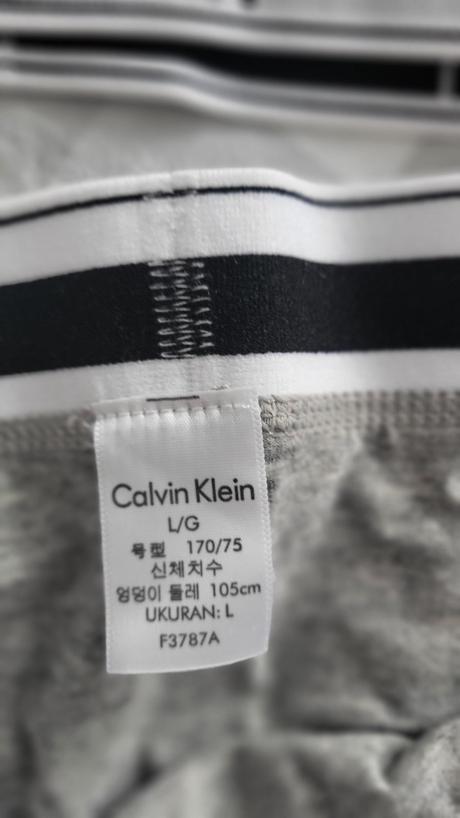 Calvin Klein
L/G
号型 170/75
신체치수
엉덩이 둘레 105cm
UKURAN: L
F3787A